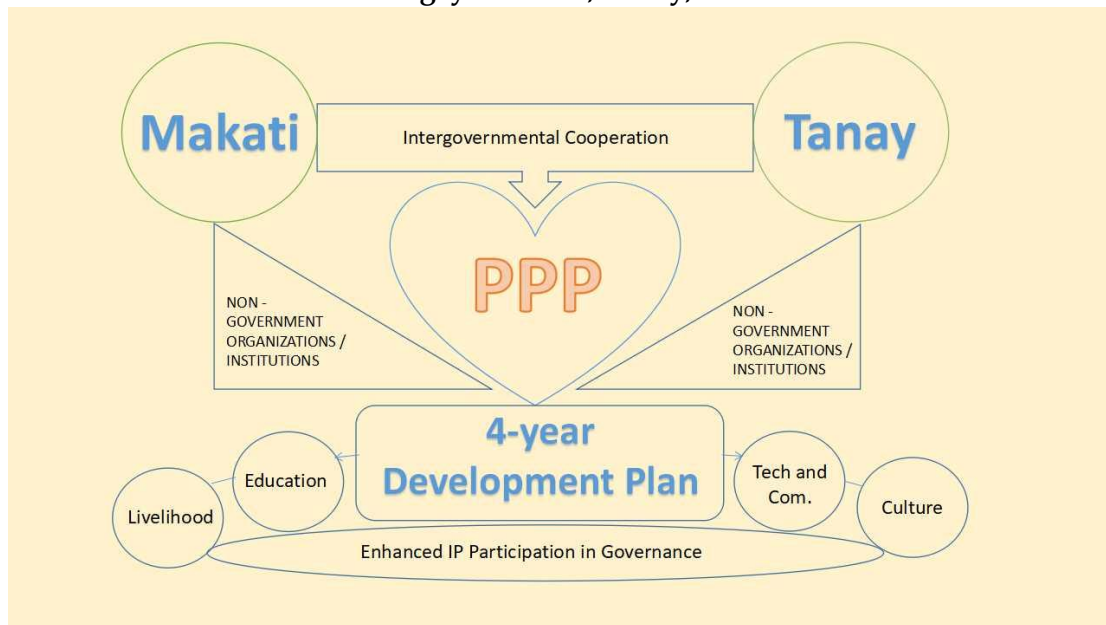 Makati
Intergovernmental Cooperation
Tanay
PPP
NON -
GOVERNMENT
ORGANIZATIONS /
INSTITUTIONS
NON -
GOVERNMENT
ORGANIZATIONS /
INSTITUTIONS
4-year
Development Plan
Education
Livelihood
Tech and
Com.
Culture
Enhanced IP Participation in Governance